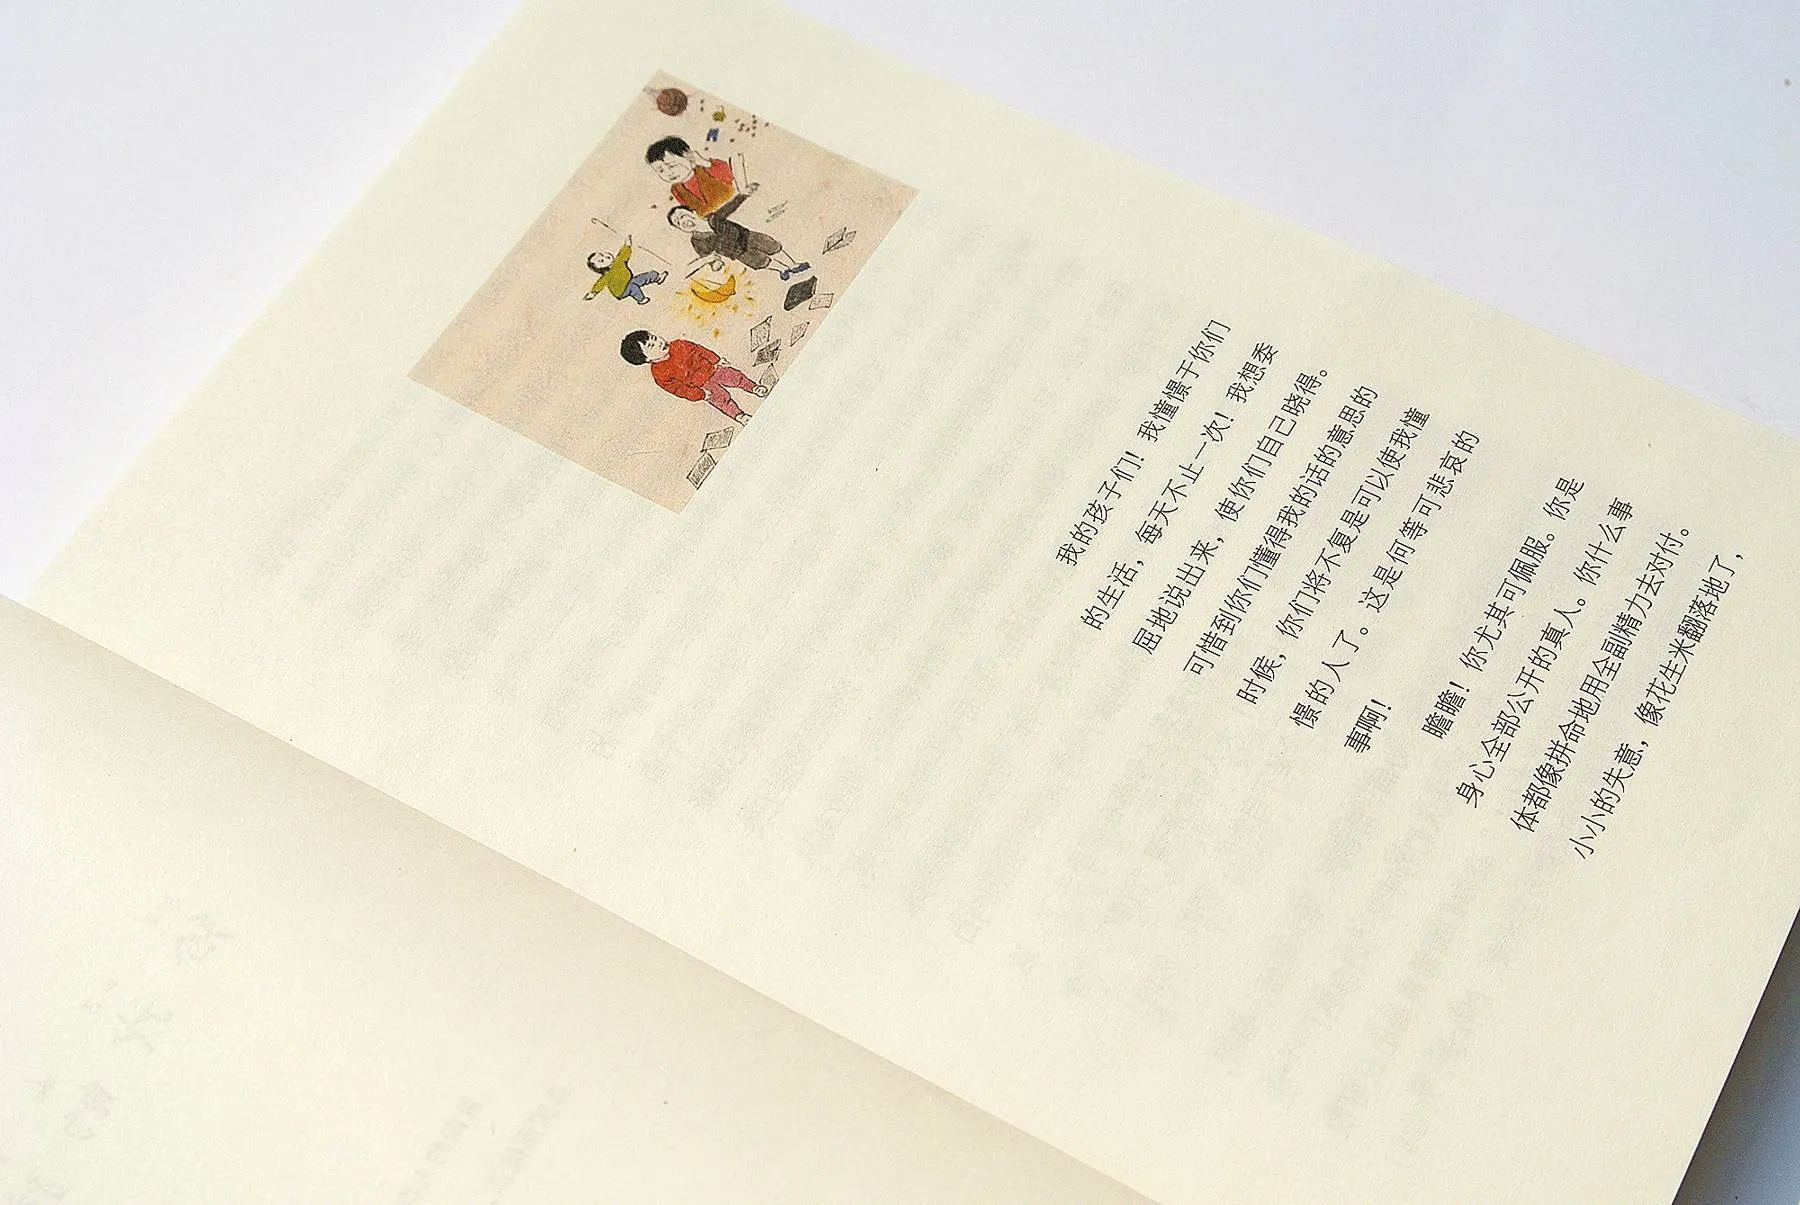 我的孩子们！我憧憬于你们
的生活，每天不止一次！我想委
屈地说出来，使你们自己晓得。
可惜到你们懂得我的话的意思的
时候，你们将不复是可以使我憧
憬的人了。这是何等可悲哀的
事啊！
瞻瞻！你尤其可佩服。你是
身心全部公开的真人。你什么事
体都像拼命地用全副精力去对付。
小小的失意，像花生米翻落地了，